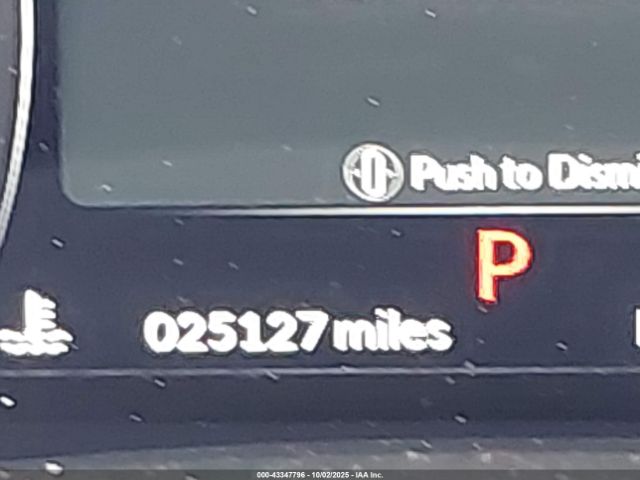 Push to Dismi
P
025127 miles
000-43347796 - 10/02/2025 - IAA Inc.